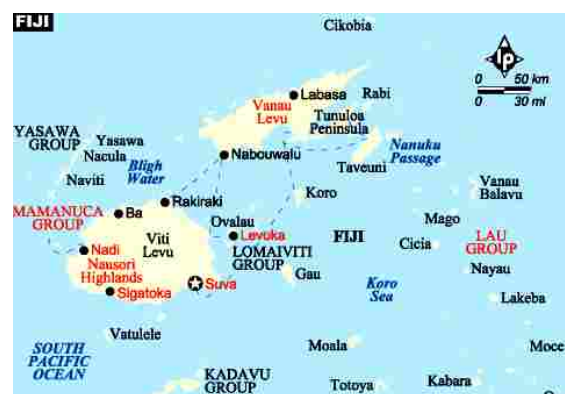 FIJI
Cikobia
lp
0 50 km
0 30 mi
Labasa
Rabi
Vanau
Levu
Tunuloa
Peninsula
YASAWA
GROUP
Yasawa
Nacula
Bligh
Water
Nabouwalu
Nanuku
Passage
Taveuni
Naviti
Vanau
Balavu
Rakiraki
Koro
MAMANUCA
GROUP
Ba
Ovalau
Mago
Viti
Levu
Levuka
FIJI
Cicia
LAU
GROUP
Nadi
Nausori
Highlands
LOMAIVITI
GROUP
Gau
Nayau
Sigatoka
Suva
Koro
Sea
Lakeba
Vatulele
SOUTH
PACIFIC
OCEAN
Moala
Moce
KADAVU
GROUP
Totoya
Kabara